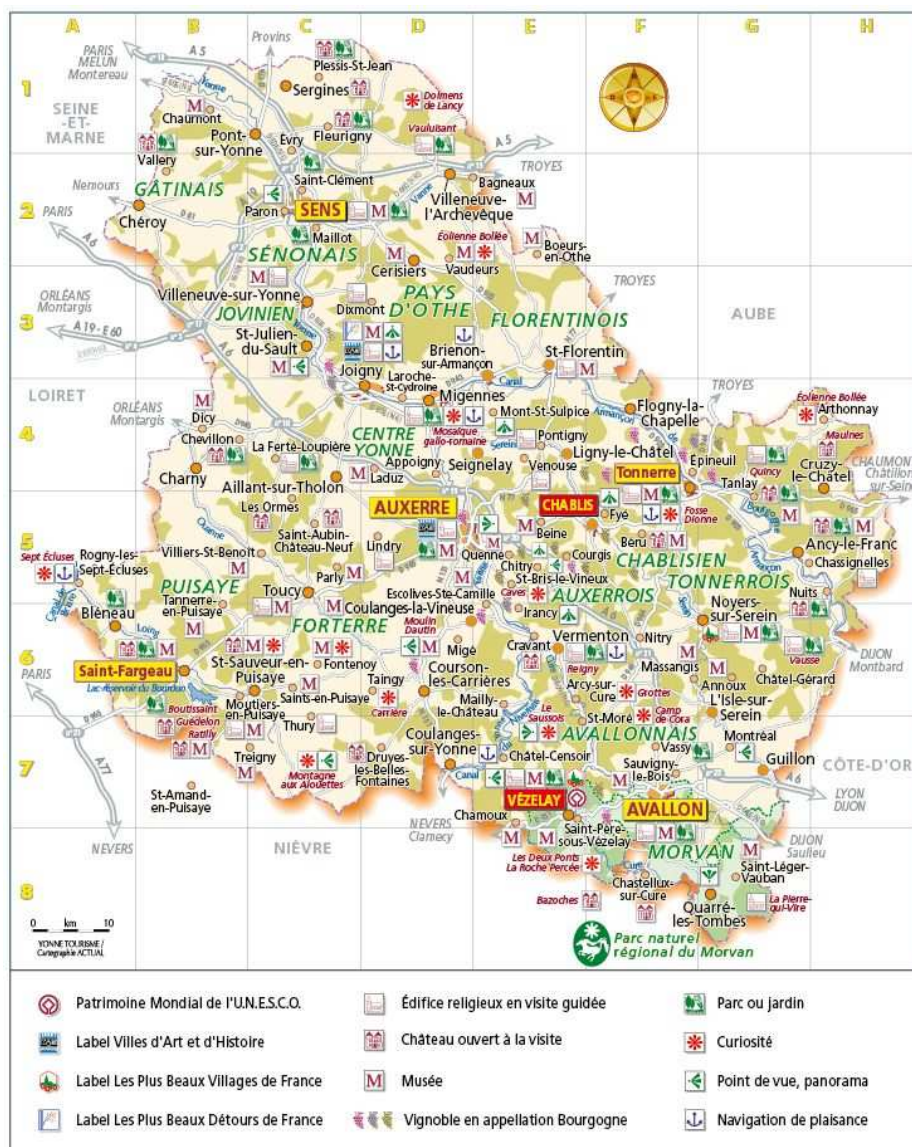 A B C D E F G H
1
2
3
4
5
6
7
8
PARIS
MELUN
Montereau
A 5
Provins
Plessis-St-Jean
Sergines
Dolmens
de Lancy
SEINE
-ET-
MARNE
Yonne
Chaumont
Pont-
sur-Yonne
Évry
Fleurigny
Vauluisant
A 5
TROYES
Vallery
Nemours
GÂTINAIS
Saint-Clément
Vanne
Bagneaux
Villeneuve-
l'Archevêque
PARIS
A 6
Chéroy
Paron
SENS
Maillot
Éolienne Bollée
Boeurs-
en-Othe
SÉNONAIS
Cerisiers
Vaudeurs
ORLÉANS
Montargis
Villeneuve-sur-Yonne
Dixmont
PAYS
D'OTHE
TROYES
A 19 - E 60
JOVINIEN
Yonne
FLORENTINOIS
AUBE
St-Julien-
du-Sault
A 6
Brienon-
sur-Armançon
St-Florentin
Joigny
Laroche-
St-Cydroine
Canal
LOIRET
Migennes
Armançon
Flogny-la-
Chapelle
TROYES
Éolienne Bollée
Arthonnay
ORLÉANS
Montargis
Dicy
Chevillon
La Ferté-Loupière
CENTRE
YONNE
Mosaïque
gallo-romaine
Mont-St-Sulpice
Serein
Pontigny
Ligny-le-Châtel
Maulnes
Charny
Appoigny
Laduz
Seignelay
Venouse
Tonnerre
Épineuil
Quincy
Cruzy-
le-Châtel
CHAUMONT
Châtillon
sur-Seine
Aillant-sur-Tholon
Tanlay
Les Ormes
AUXERRE
CHABLIS
Fyé
Fosse
Dionne
Ouanne
Saint-Aubin-
Château-Neuf
Beine
Béru
Ancy-le-Franc
Sept Écluses
Rogny-les-
Sept-Écluses
Villiers-St-Benoît
Lindry
Quenne
Courgis
CHABLISIEN
Chassignelles
Chitry
PUISAYE
Parly
St-Bris-le-Vineux
TONNERROIS
Armançon
Tannerre-
en-Puisaye
Toucy
Escolives-Ste-Camille
Caves
AUXERROIS
Nuits
Bléneau
FORTERRE
Coulanges-la-Vineuse
Irancy
Noyers-
sur-Serein
Loing
Moulin
Dautin
Cravant
Vermenton
Nitry
PARIS
Saint-Fargeau
St-Sauveur-en-
Puisaye
Fontenoy
Migé
Reigny
Massangis
Vausse
DIJON
Montbard
Lac-réservoir du Bourdon
Taingy
Courson-
les-Carrières
Arcy-sur-
Cure
Grottes
Annoux
Châtel-Gérard
Boutissaint
Moutiers-
en-Puisaye
Saints-en-Puisaye
Carrière
Mailly-
le-Château
Le
Saussois
Camp
de Cora
L'Isle-sur-
Serein
Guédelon
Ratilly
Thury
Coulanges-
sur-Yonne
St-Moré
AVALLONNAIS
Vassy
Montréal
A77
Treigny
Montagne
aux Alouettes
Druyes-
les-Belles-
Fontaines
Châtel-Censoir
Sauvigny-
le-Bois
Guillon
CÔTE-D'OR
Canal
A 6
St-Amand-
en-Puisaye
NEVERS
Clamecy
Chamoux
VÉZELAY
AVALLON
LYON
DIJON
NEVERS
NIÈVRE
Saint-Père-
sous-Vézelay
MORVAN
DIJON
Saulieu
Les Deux Ponts
La Roche Percée
Cure
Chastellux-
sur-Cure
Saint-Léger-
Vauban
Bazoches
Quarré-
les-Tombes
La Pierre-
qui-Vire
0 km 10
YONNE TOURISME /
Cartographie ACTUAL
Parc naturel
régional du Morvan
Patrimoine Mondial de l'U.N.E.S.C.O.
Label Villes d'Art et d'Histoire
Label Les Plus Beaux Villages de France
Label Les Plus Beaux Détours de France
Édifice religieux en visite guidée
Château ouvert à la visite
M Musée
Vignoble en appellation Bourgogne
Parc ou jardin
Curiosité
Point de vue, panorama
Navigation de plaisance